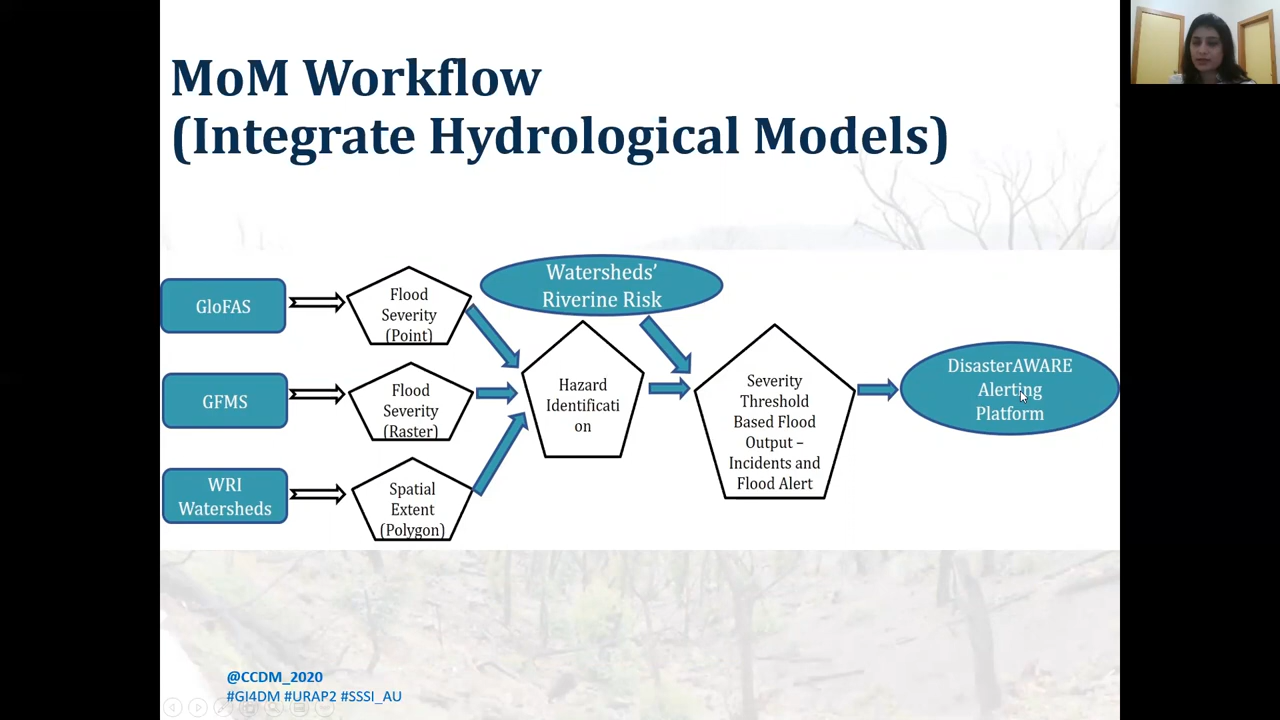 MoM Workflow
(Integrate Hydrological Models)
GloFAS
Flood
Severity
(Point)
Watersheds'
Riverine Risk
GFMS
Flood
Severity
(Raster)
Hazard
Identificati
on
Severity
Threshold
Based Flood
Output –
Incidents and
Flood Alert
DisasterAWARE
Alerting
Platform
WRI
Watersheds
Spatial
Extent
(Polygon)
@CCDM_2020
#GI4DM #URAP2 #SSSI_AU